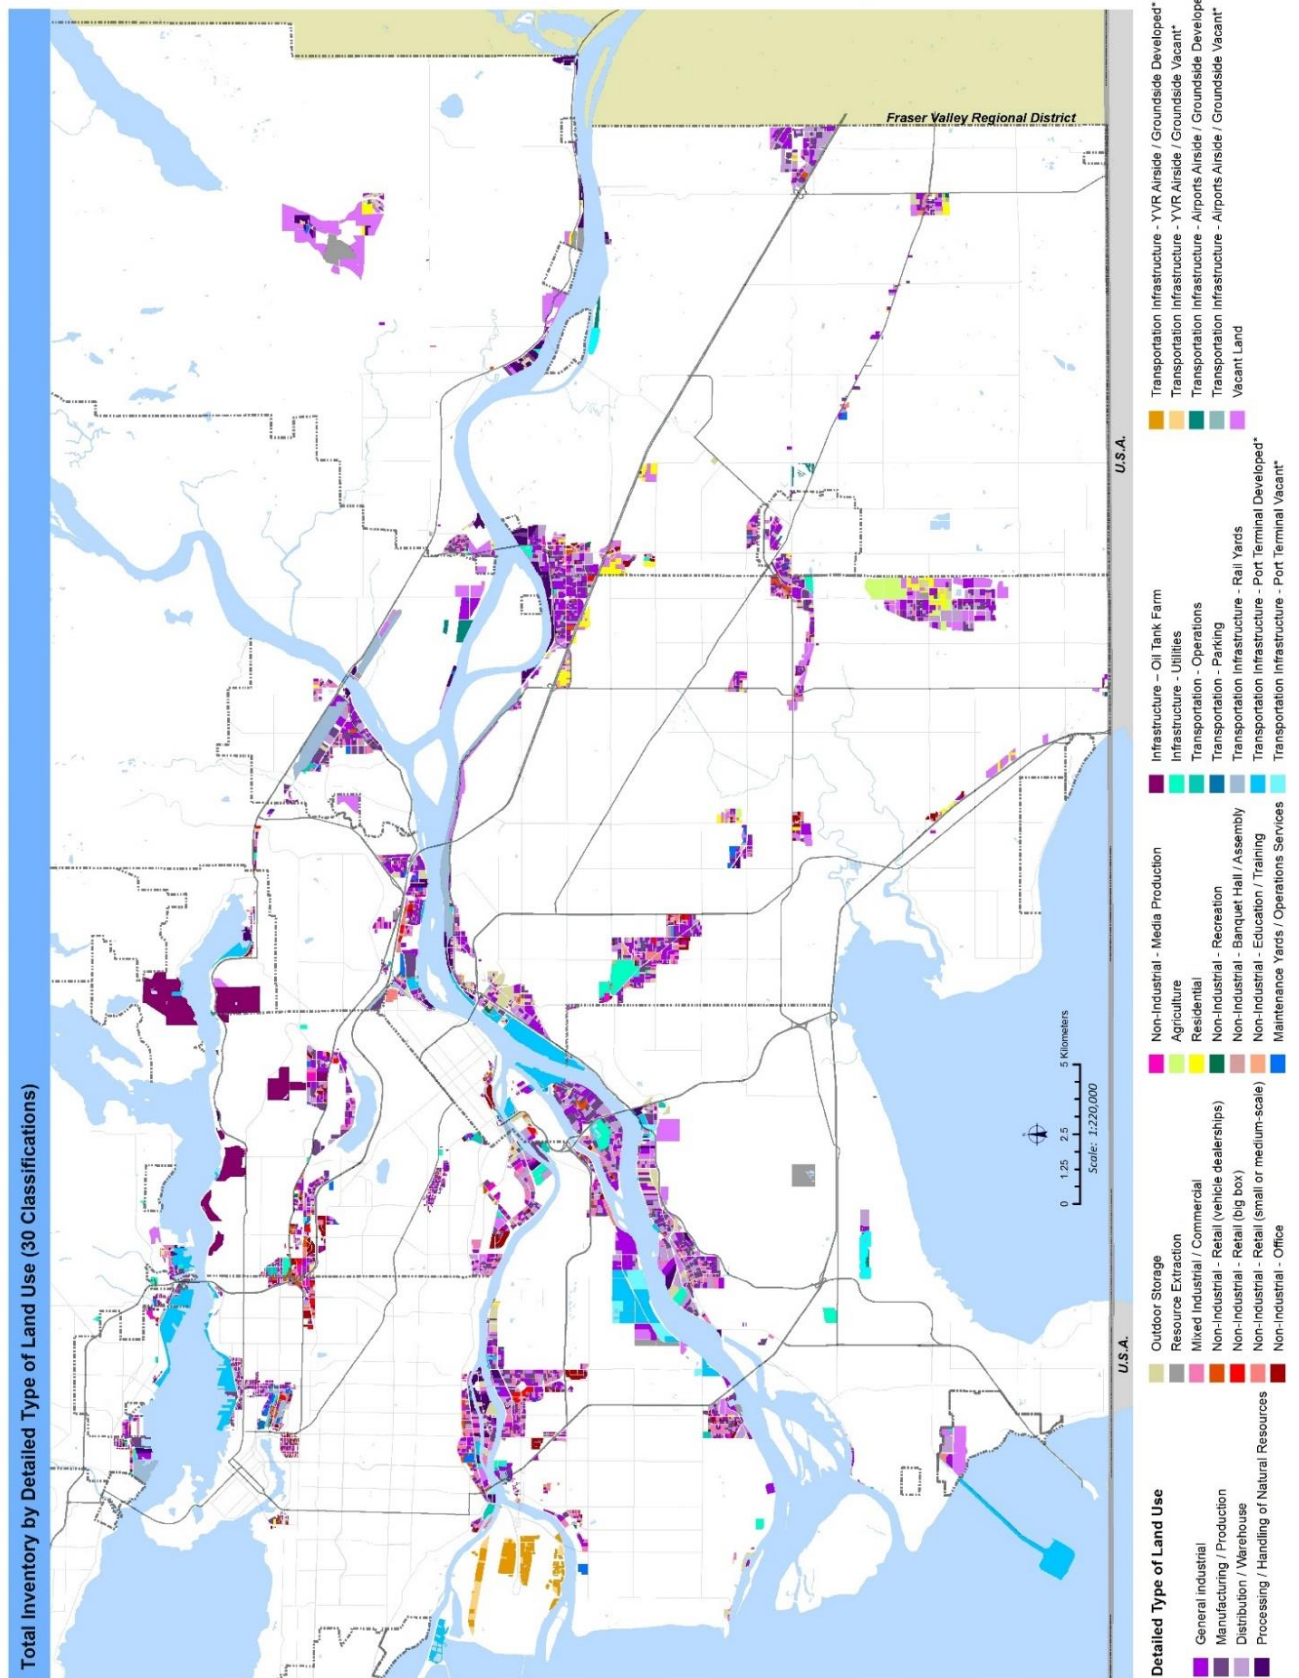 Total Inventory by Detailed Type of Land Use (30 Classifications)
Fraser Valley Regional District
U.S.A.
U.S.A.
0 1.25 2.5 5 Kilometers
Scale: 1:220,000
Detailed Type of Land Use
General industrial
Manufacturing / Production
Distribution / Warehouse
Processing / Handling of Natural Resources
Outdoor Storage
Resource Extraction
Mixed Industrial / Commercial
Non-Industrial - Retail (vehicle dealerships)
Non-Industrial - Retail (big box)
Non-Industrial - Retail (small or medium-scale)
Non-Industrial - Office
Non-Industrial - Media Production
Agriculture
Residential
Non-Industrial - Recreation
Non-Industrial - Banquet Hall / Assembly
Non-Industrial - Education / Training
Maintenance Yards / Operations Services
Infrastructure – Oil Tank Farm
Infrastructure - Utilities
Transportation - Operations
Transportation - Parking
Transportation Infrastructure - Rail Yards
Transportation Infrastructure - Port Terminal Developed*
Transportation Infrastructure - Port Terminal Vacant*
Transportation Infrastructure - YVR Airside / Groundside Developed*
Transportation Infrastructure - YVR Airside / Groundside Vacant*
Transportation Infrastructure - Airports Airside / Groundside Develope
Transportation Infrastructure - Airports Airside / Groundside Vacant*
Vacant Land